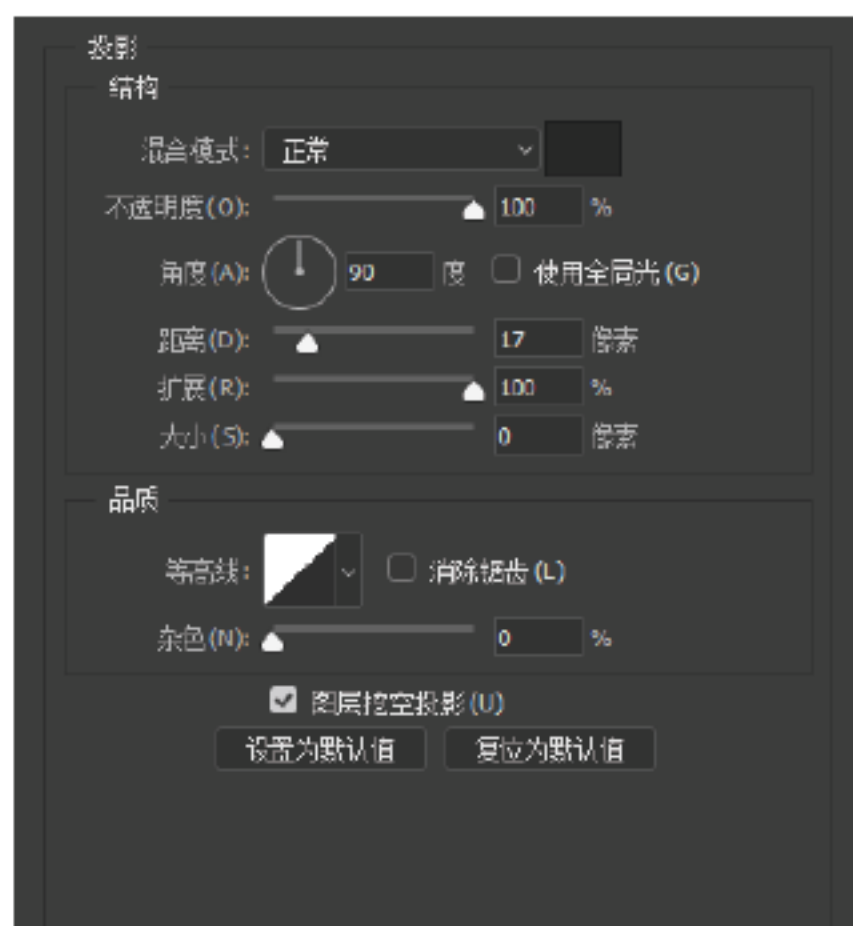 投影
结构
混合模式: 正常
不透明度(O): 100 %
角度(A): 90 度 使用全局光(G)
距离(D): 17 像素
扩展(R): 100 %
大小(S): 0 像素
品质
等高线: 消除锯齿(L)
杂色(N): 0 %
图层挖空投影(U)
设置为默认值 复位为默认值